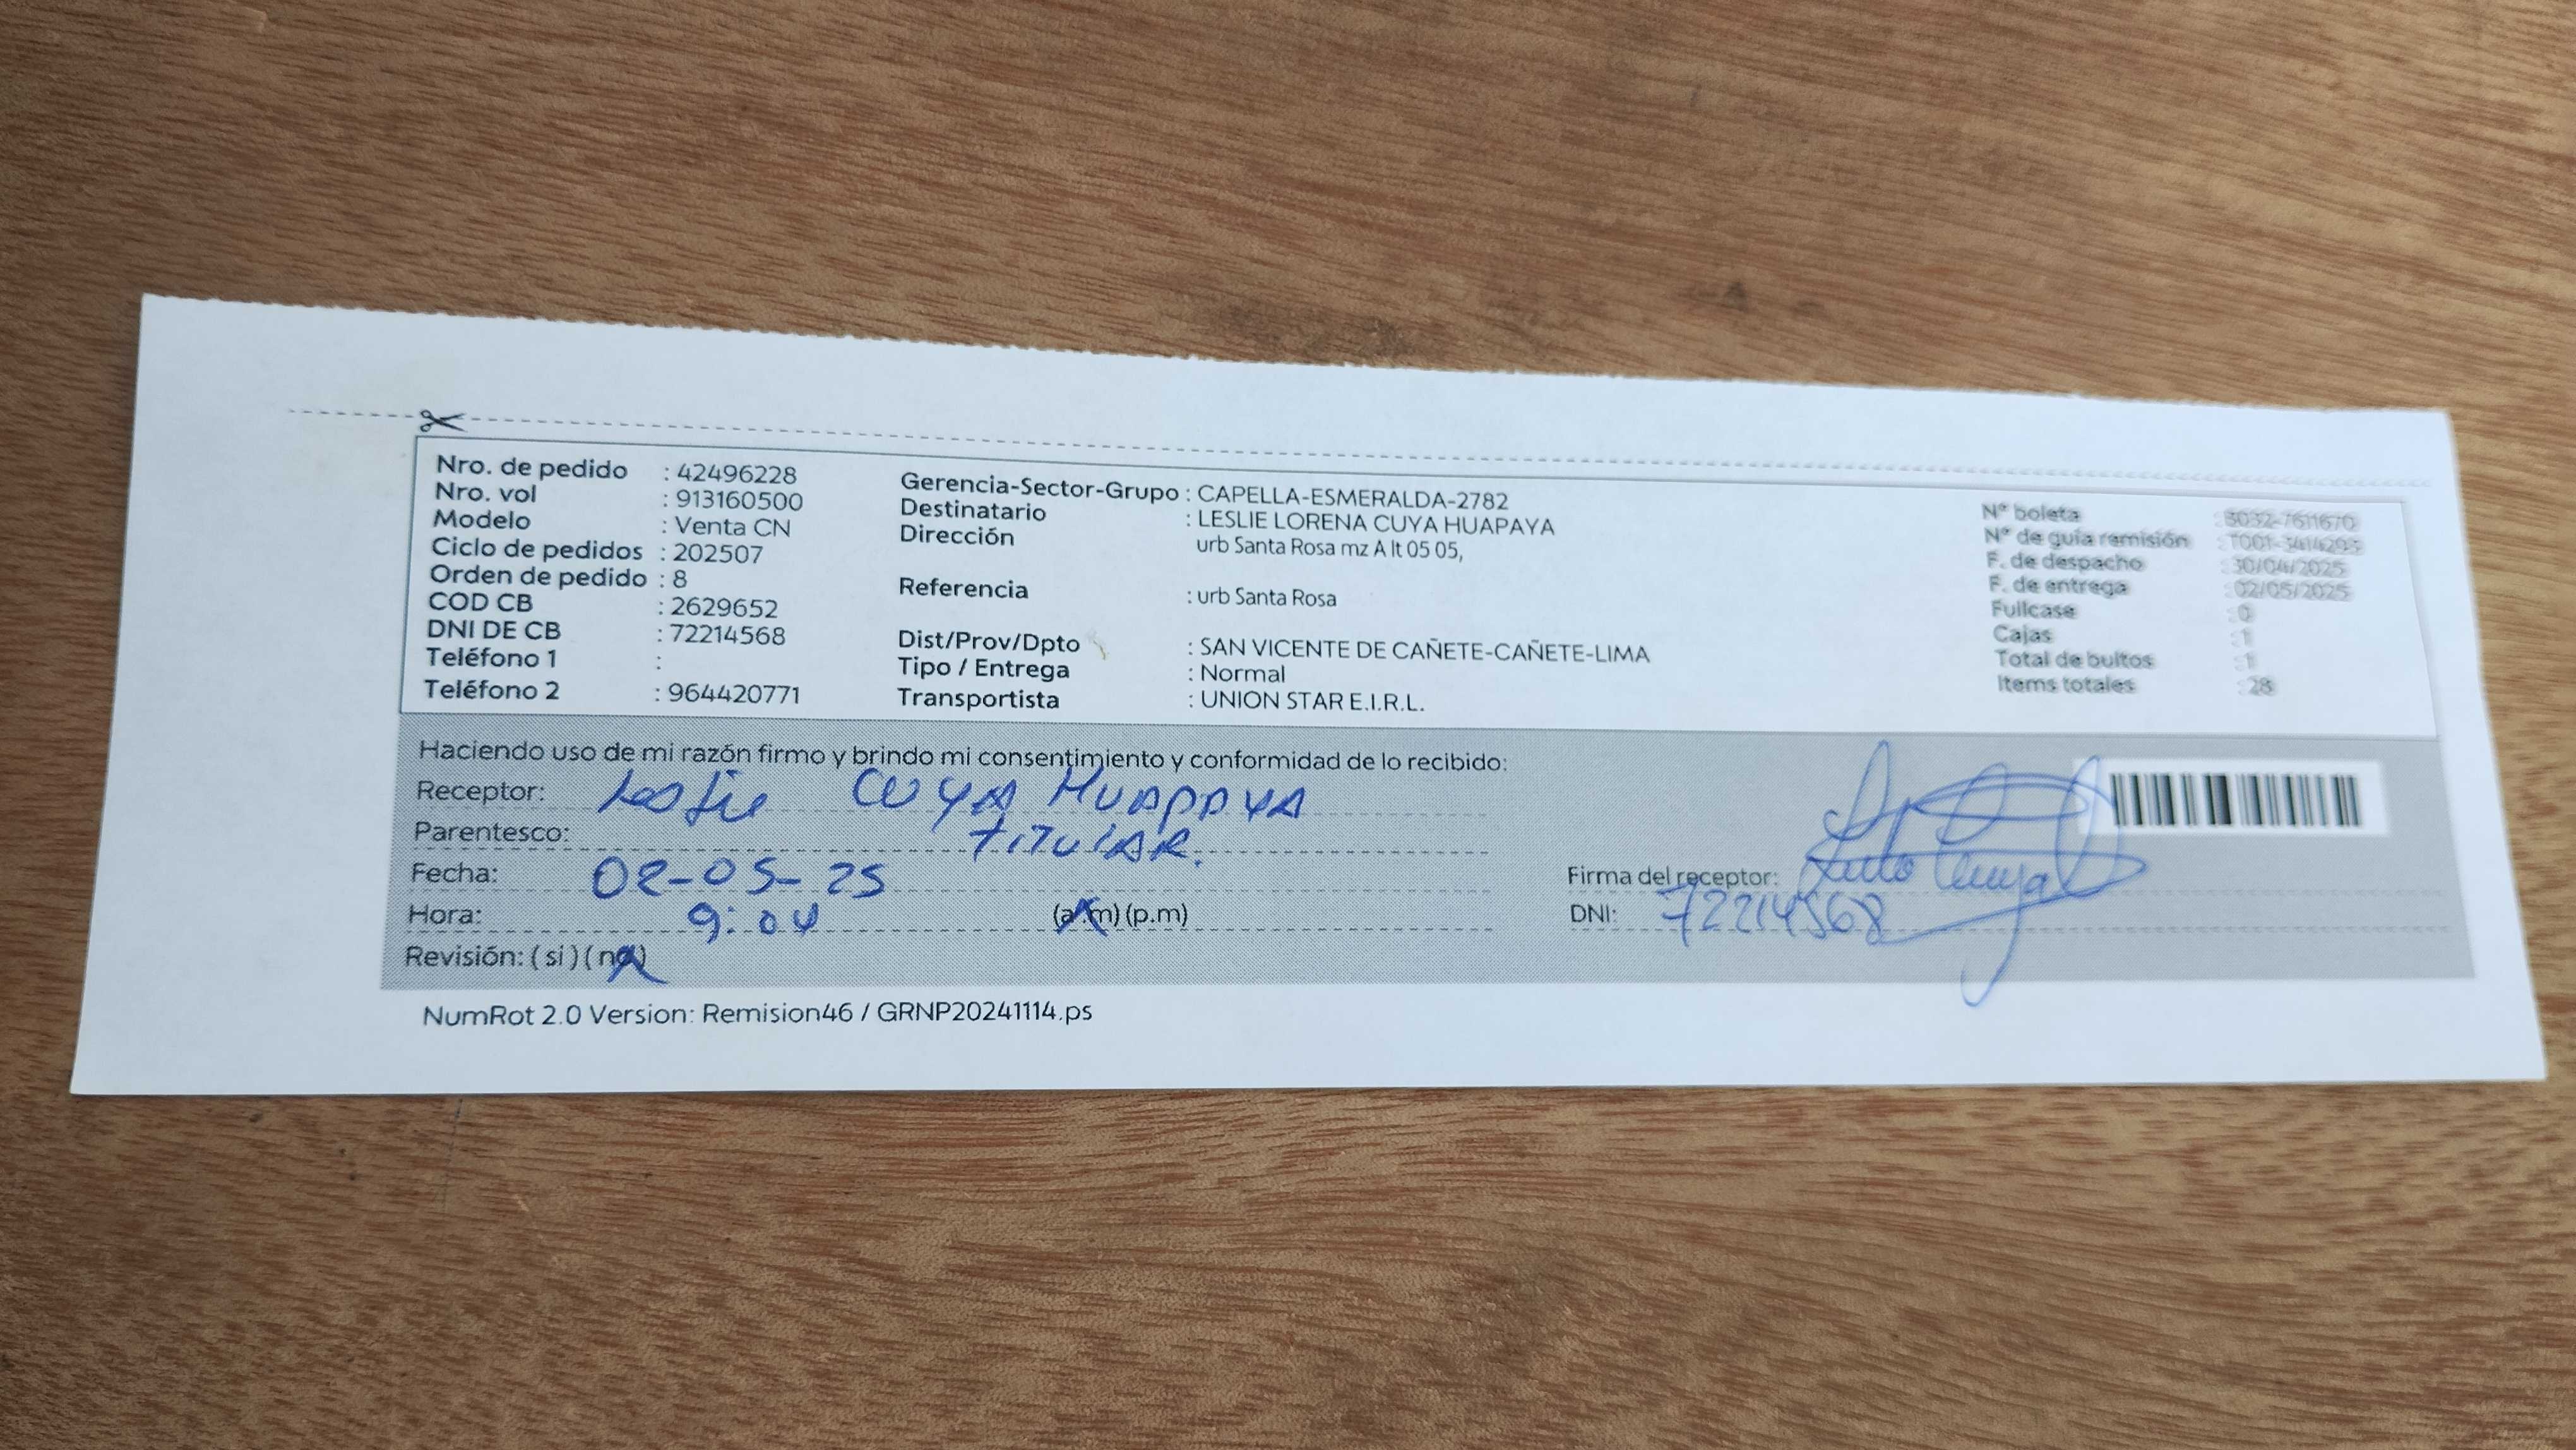 Nro. de pedido : 42496228
Nro. vol : 913160500
Modelo : Venta CN
Ciclo de pedidos : 202507
Orden de pedido : 8
COD CB : 2629652
DNI DE CB : 72214568
Teléfono 1 :
Teléfono 2 : 964420771
Gerencia-Sector-Grupo : CAPELLA-ESMERALDA-2782
Destinatario : LESLIE LORENA CUYA HUAPAYA
Dirección urb Santa Rosa mz A lt 05 05,
Referencia : urb Santa Rosa
Dist/Prov/Dpto : SAN VICENTE DE CAÑETE-CAÑETE-LIMA
Tipo / Entrega : Normal
Transportista : UNION STAR E.I.R.L.
N° boleta
N° de guia remisión
F. de despacho : 30/04/2025
F. de entrega : 02/05/2025
Fullcase : 0
Cajas : 1
Total de bultos : 1
Items totales : 28
Haciendo uso de mi razón firmo y brindo mi consentimiento y conformidad de lo recibido:
Receptor: Leslie CUYA HUAPAYA
Parentesco: TITULAR.
Fecha: 02-05-25
Hora: 9:04 (a.m) (p.m)
Revisión: ( si ) ( no )
Firma del receptor:
DNI: 72214568
NumRot 2.0 Version: Remision46 / GRNP20241114.ps